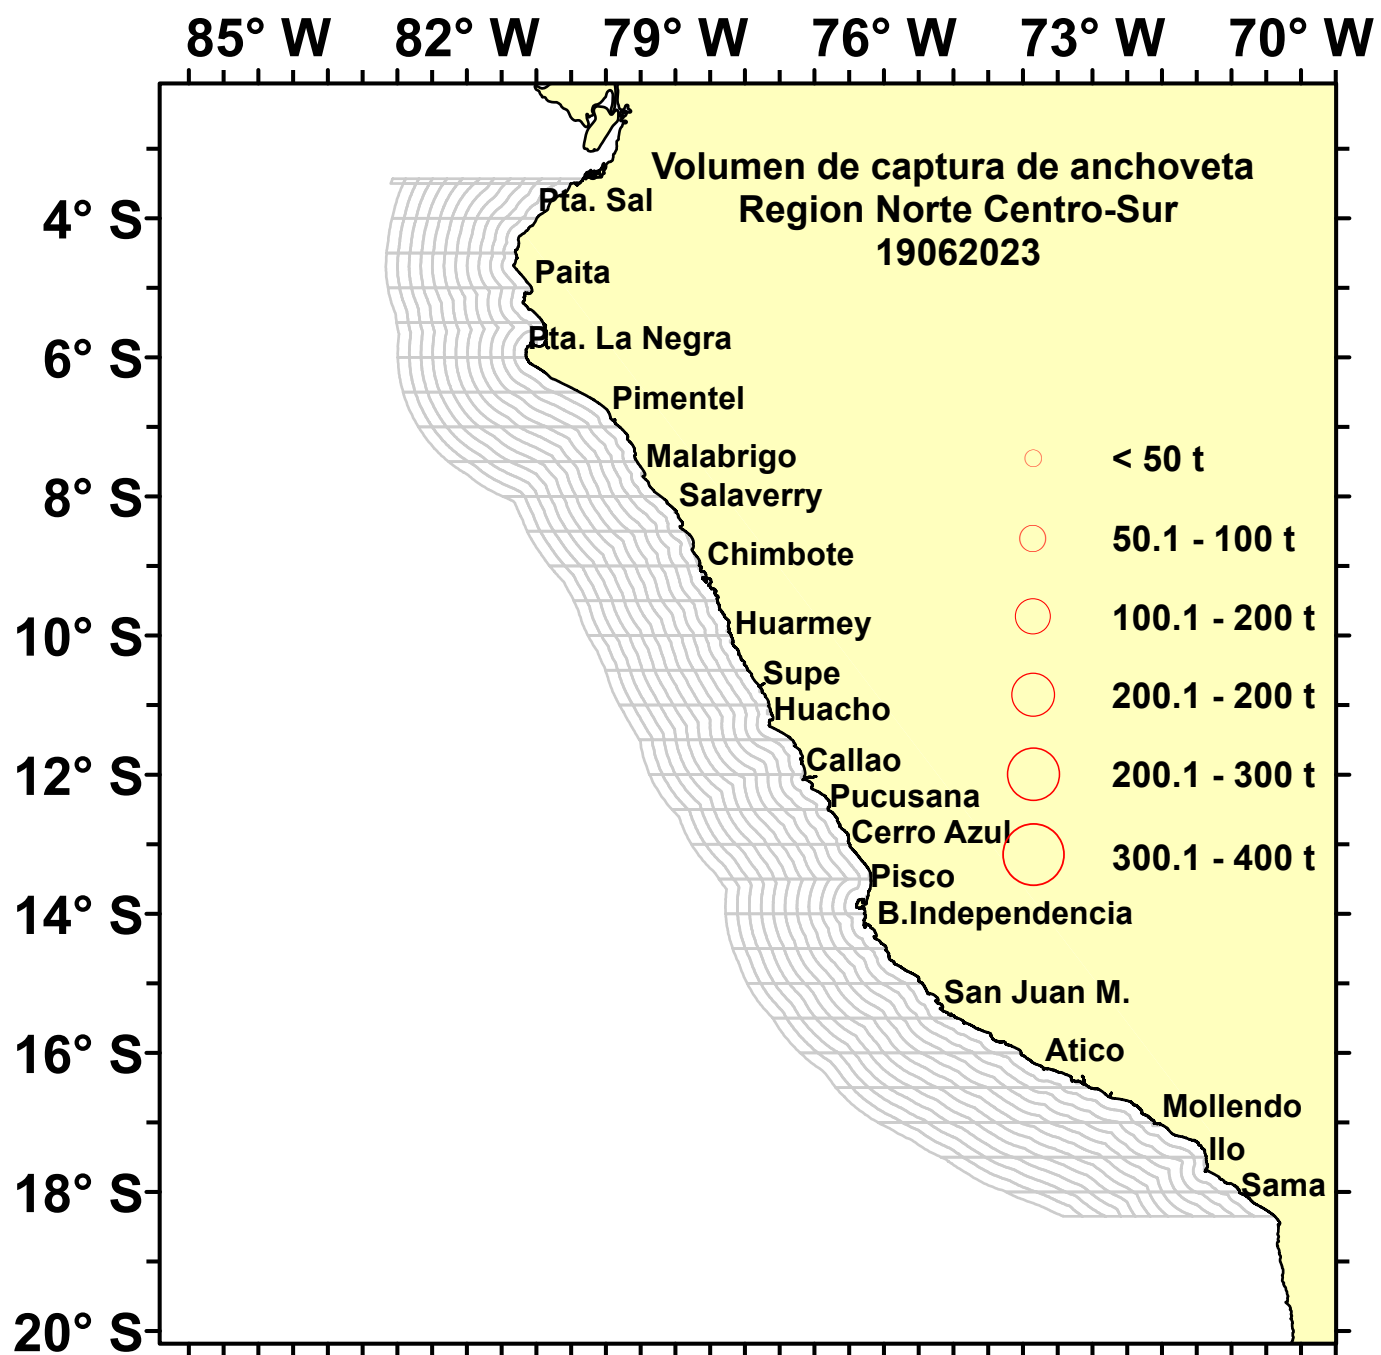 85° W 82° W 79° W 76° W 73° W 70° W
Volumen de captura de anchoveta
Region Norte Centro-Sur
19062023
4° S
6° S
8° S
10° S
12° S
14° S
16° S
18° S
20° S
Pta. Sal
Paita
Pta. La Negra
Pimentel
Malabrigo
Salaverry
Chimbote
Huarmey
Supe
Huacho
Callao
Pucusana
Cerro Azul
Pisco
B.Independencia
San Juan M.
Atico
Mollendo
Ilo
Sama
< 50 t
50.1 - 100 t
100.1 - 200 t
200.1 - 200 t
200.1 - 300 t
300.1 - 400 t